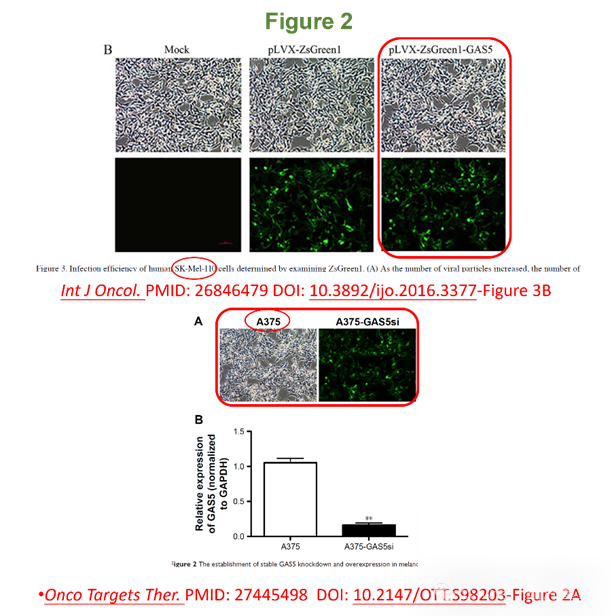 Figure 2
B
Mock pLVX-ZsGreen1 pLVX-ZsGreen1-GAS5
Figure 3. Infection efficiency of human SK-Mel-110 cells determined by examining ZsGreen1. (A) As the number of viral particles increased, the number of
Int J Oncol. PMID: 26846479 DOI: 10.3892/ijo.2016.3377-Figure 3B
A
A375 A375-GAS5si
B
Relative expression
of GAS5 (normalized
to GAPDH)
1.5
1.0
0.5
0.0
**
A375 A375-GAS5si
Figure 2 The establishment of stable GAS5 knockdown and overexpression in melanc
•Onco Targets Ther. PMID: 27445498 DOI: 10.2147/OTT.S98203-Figure 2A